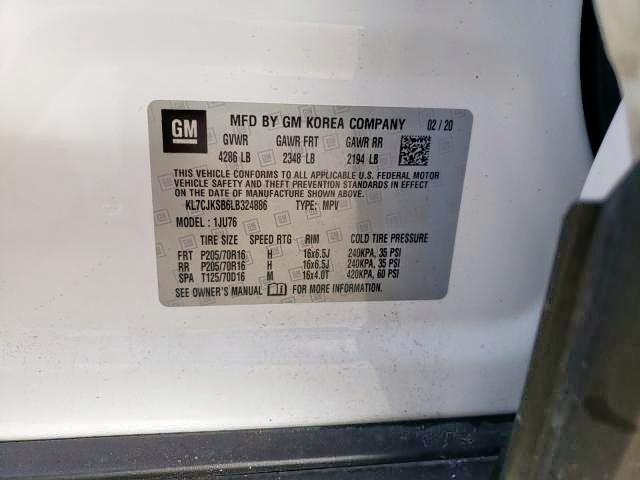 GM MFD BY GM KOREA COMPANY 02/20
GVWR GAWR FRT GAWR RR
4286 LB 2348 LB 2194 LB
THIS VEHICLE CONFORMS TO ALL APPLICABLE U.S. FEDERAL MOTOR
VEHICLE SAFETY AND THEFT PREVENTION STANDARDS IN EFFECT
ON THE DATE OF MANUFACTURE SHOWN ABOVE.
KL7CJKSB6LB324886 TYPE: MPV
MODEL : 1JU76
TIRE SIZE SPEED RTG RIM COLD TIRE PRESSURE
FRT P205/70R16 H 16x6.5J 240KPA, 35 PSI
RR P205/70R16 H 16x6.5J 240KPA, 35 PSI
SPA T125/70D16 M 16x4.0T 420KPA, 60 PSI
SEE OWNER'S MANUAL FOR MORE INFORMATION.